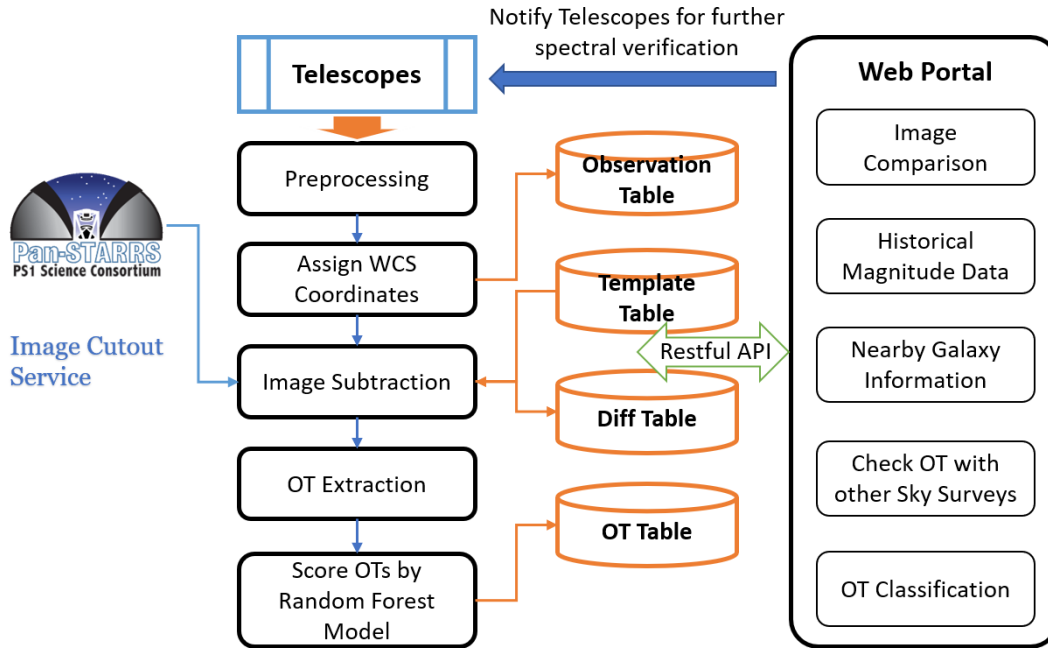 Notify Telescopes for further
spectral verification
Telescopes
Web Portal
Preprocessing
Observation
Table
Image
Comparison
Pan-STARRS
PS1 Science Consortium
Assign WCS
Coordinates
Template
Table
Historical
Magnitude Data
Image Cutout
Service
Image Subtraction
Restful API
Nearby Galaxy
Information
Diff Table
OT Extraction
Check OT with
other Sky Surveys
OT Table
Score OTs by
Random Forest
Model
OT Classification